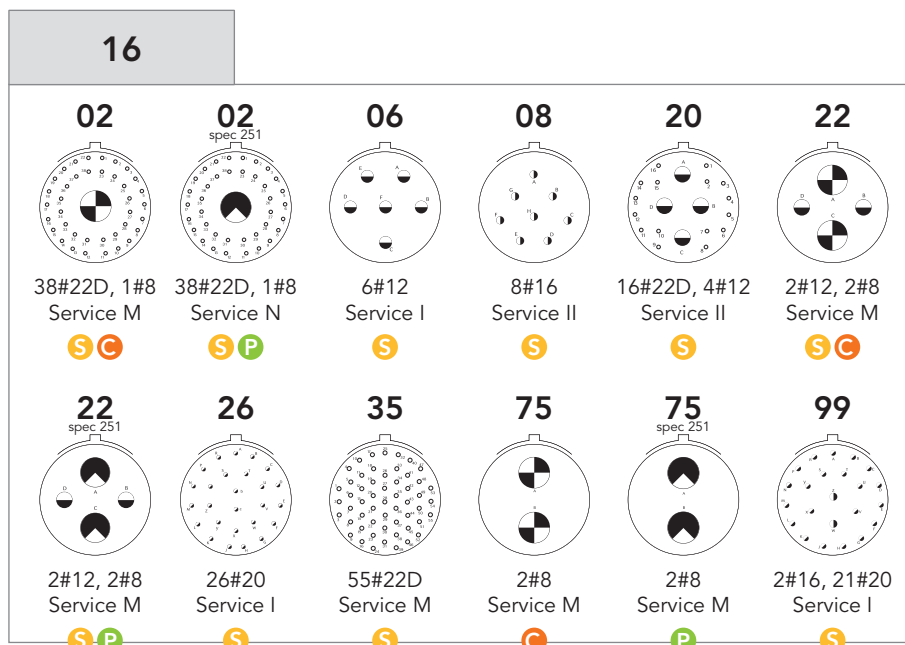 16
02 02 06 08 20 22
spec 251
38#22D, 1#8 38#22D, 1#8 6#12 8#16 16#22D, 4#12 2#12, 2#8
Service M Service N Service I Service II Service II Service M
S C S P S S S S C
22 26 35 75 75 99
spec 251 spec 251
2#12, 2#8 26#20 55#22D 2#8 2#8 2#16, 21#20
Service M Service I Service M Service M Service M Service I
S P S S C P S